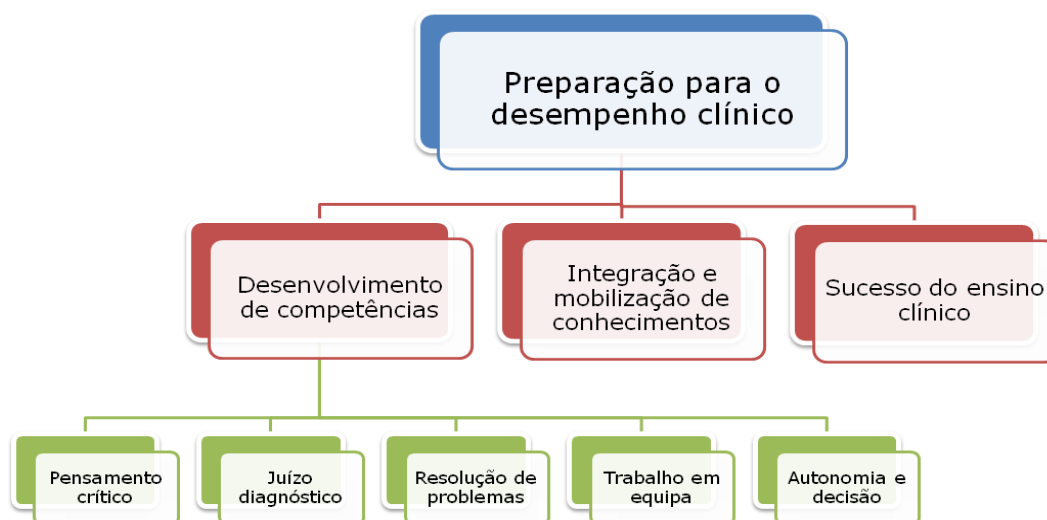 Preparação para o
desempenho clínico
Desenvolvimento
de competências
Integração e
mobilização de
conhecimentos
Sucesso do ensino
clínico
Pensamento
crítico
Juízo
diagnóstico
Resolução de
problemas
Trabalho em
equipa
Autonomia e
decisão